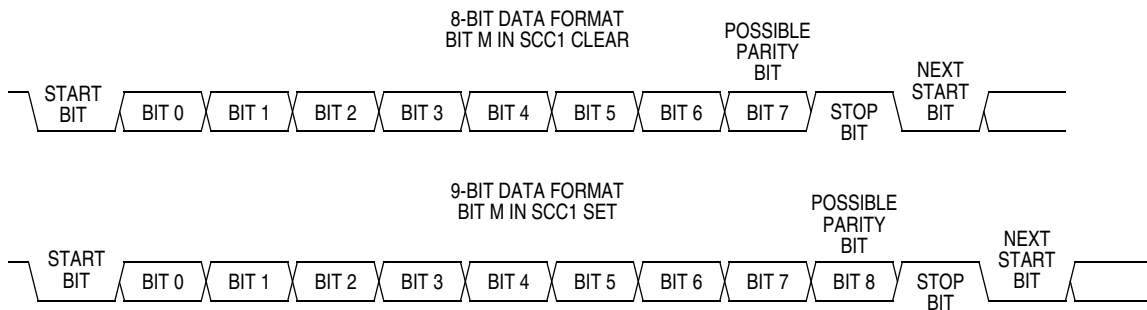 8-BIT DATA FORMAT
BIT M IN SCC1 CLEAR
POSSIBLE
PARITY
BIT
NEXT
START
BIT
START
BIT
BIT 0
BIT 1
BIT 2
BIT 3
BIT 4
BIT 5
BIT 6
BIT 7
STOP
BIT
9-BIT DATA FORMAT
BIT M IN SCC1 SET
POSSIBLE
PARITY
BIT
NEXT
START
BIT
START
BIT
BIT 0
BIT 1
BIT 2
BIT 3
BIT 4
BIT 5
BIT 6
BIT 7
BIT 8
STOP
BIT